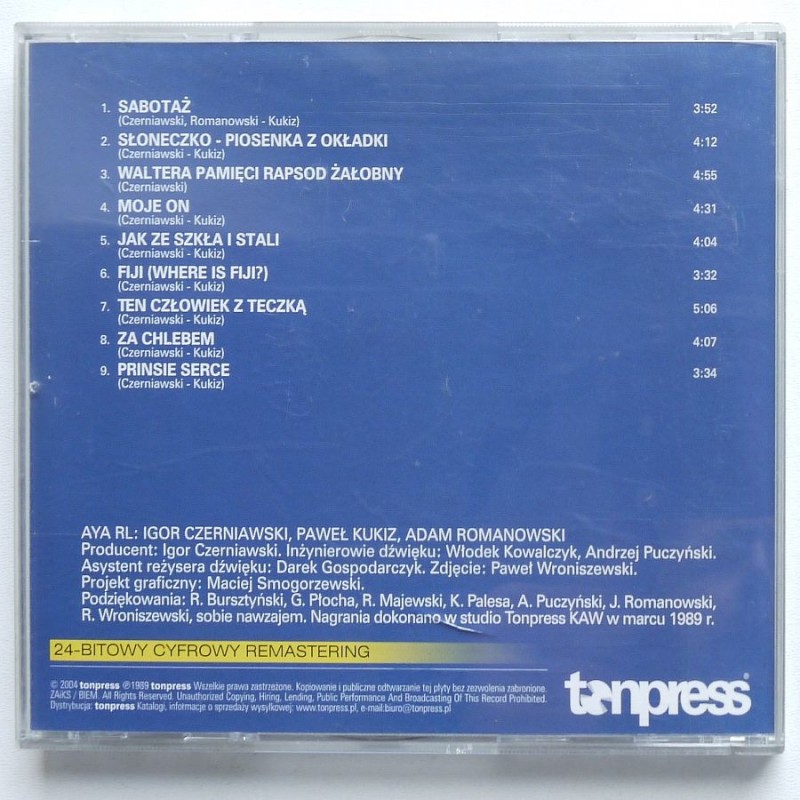 1. SABOTAŻ 3:52
(Czerniawski, Romanowski - Kukiz)
2. SŁONECZKO - PIOSENKA Z OKŁADKI 4:12
(Czerniawski - Kukiz)
3. WALTERA PAMIĘCI RAPSOD ŻAŁOBNY 4:55
(Czerniawski)
4. MOJE ON 4:31
(Czerniawski - Kukiz)
5. JAK ZE SZKŁA I STALI 4:04
(Czerniawski - Kukiz)
6. FIJI (WHERE IS FIJI?) 3:32
(Czerniawski - Kukiz)
7. TEN CZŁOWIEK Z TECZKĄ 5:06
(Czerniawski - Kukiz)
8. ZA CHLEBEM 4:07
(Czerniawski - Kukiz)
9. PRINSIE SERCE 3:34
(Czerniawski - Kukiz)
AYA RL: IGOR CZERNIAWSKI, PAWEŁ KUKIZ, ADAM ROMANOWSKI
Producent: Igor Czerniawski. Inżynierowie dźwięku: Włodek Kowalczyk, Andrzej Puczyński.
Asystent reżysera dźwięku: Darek Gospodarczyk. Zdjęcie: Paweł Wroniszewski.
Projekt graficzny: Maciej Smogorzewski.
Podziękowania: R. Bursztyński, G. Płocha, R. Majewski, K. Palesa, A. Puczyński, J. Romanowski,
R. Wroniszewski, sobie nawzajem. Nagrania dokonano w studio Tonpress KAW w marcu 1989 r.
24-BITOWY CYFROWY REMASTERING
© 2004 tonpress ℗1989 tonpress Wszelkie prawa zastrzeżone. Kopiowanie i publiczne odtwarzanie tej płyty bez zezwolenia zabronione.
ZAiKS / BIEM. All Rights Reserved. Unauthorized Copying, Hiring, Lending, Public Performance And Broadcasting Of This Record Prohibited.
Dystrybucja: tonpress Katalogi, informacje o sprzedaży wysyłkowej: www.tonpress.pl, e-mail:biuro@tonpress.pl
tonpress®